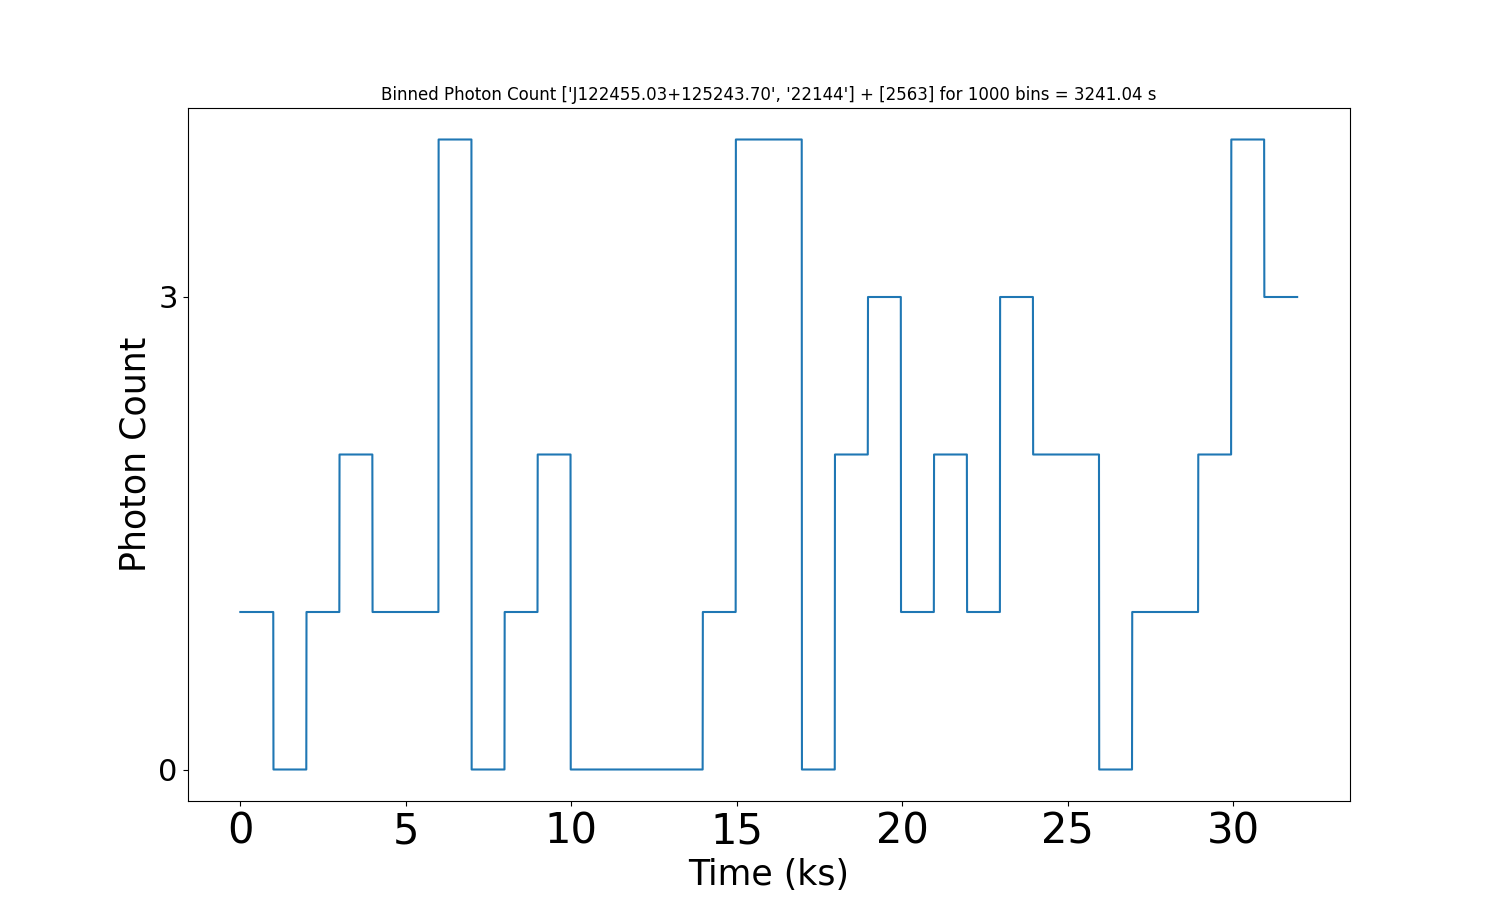 Binned Photon Count ['J122455.03+125243.70', '22144'] + [2563] for 1000 bins = 3241.04 s
Photon Count
3
0
0 5 10 15 20 25 30
Time (ks)